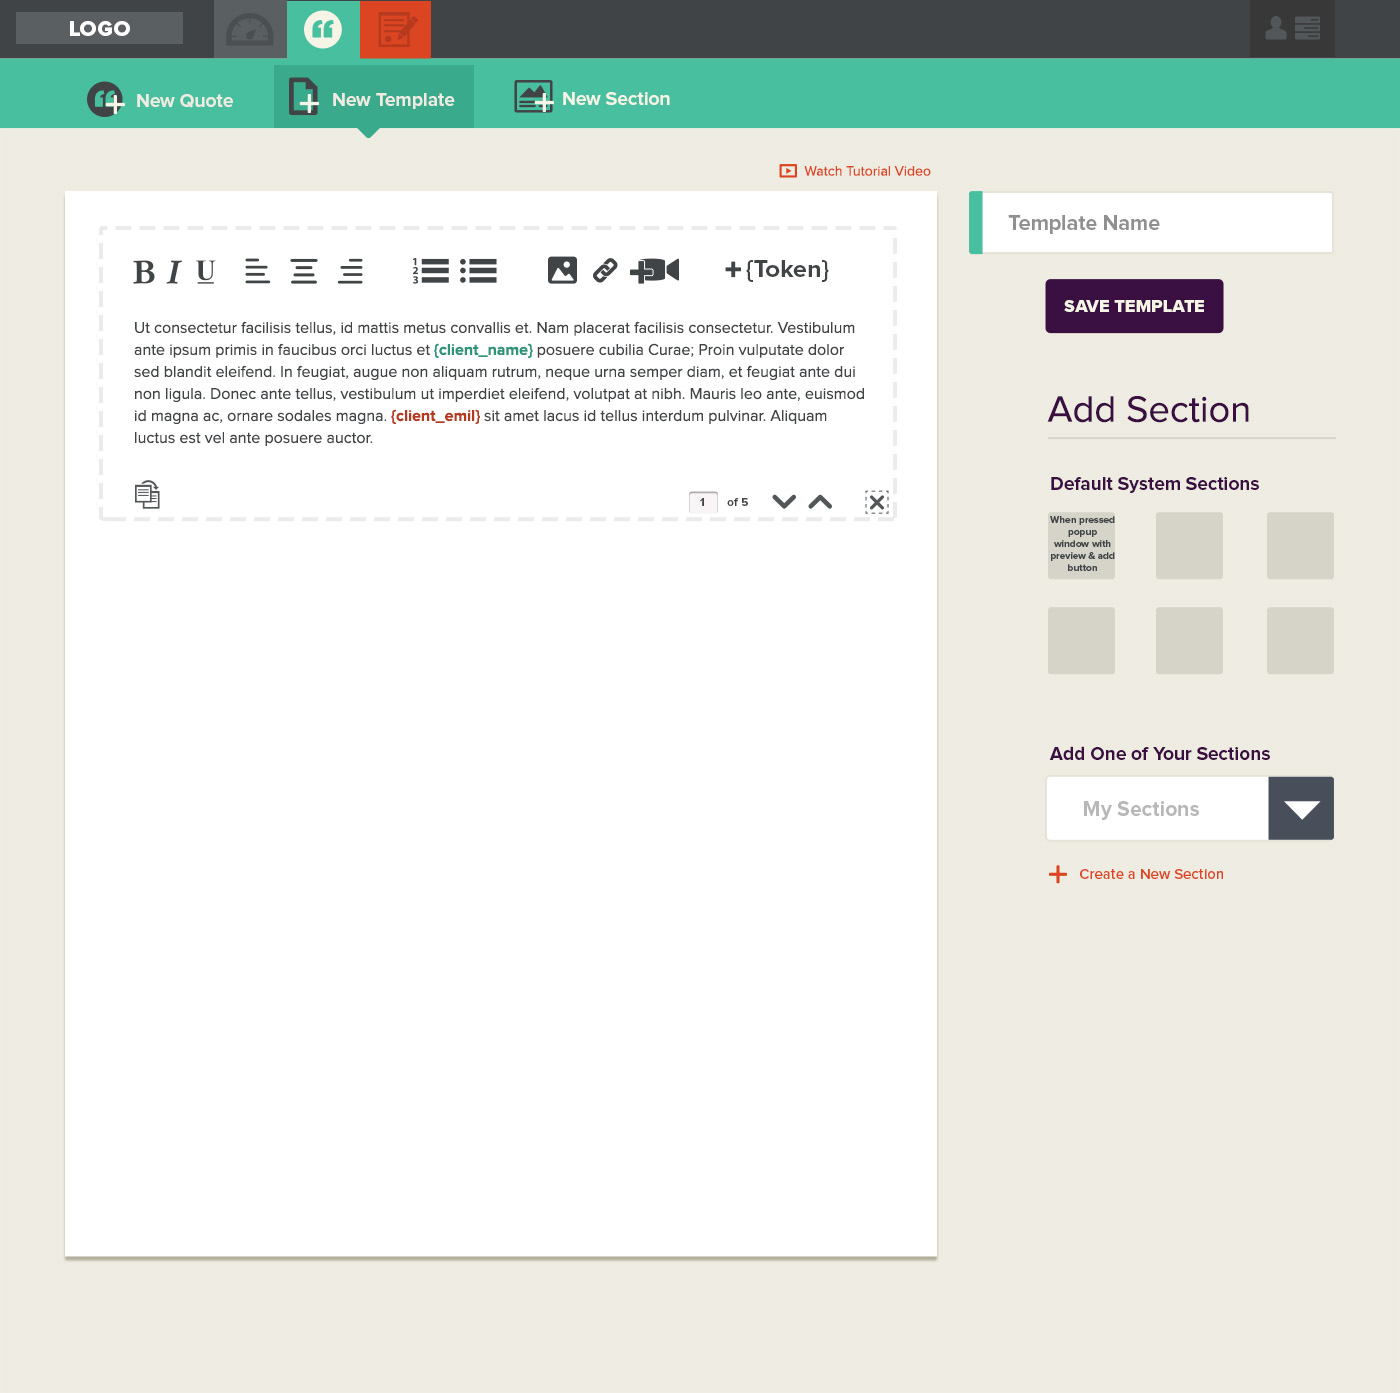 LOGO
New Quote
New Template
New Section
Watch Tutorial Video
Template Name
B I U
1
2
3
+{Token}
SAVE TEMPLATE
Ut consectetur facilisis tellus, id mattis metus convallis et. Nam placerat facilisis consectetur. Vestibulum
ante ipsum primis in faucibus orci luctus et {client_name} posuere cubilia Curae; Proin vulputate dolor
sed blandit eleifend. In feugiat, augue non aliquam rutrum, neque urna semper diam, et feugiat ante dui
non ligula. Donec ante tellus, vestibulum ut imperdiet eleifend, volutpat at nibh. Mauris leo ante, euismod
id magna ac, ornare sodales magna. {client_emil} sit amet lacus id tellus interdum pulvinar. Aliquam
luctus est vel ante posuere auctor.
1 of 5
Add Section
Default System Sections
When pressed
popup
window with
preview & add
button
Add One of Your Sections
My Sections
Create a New Section